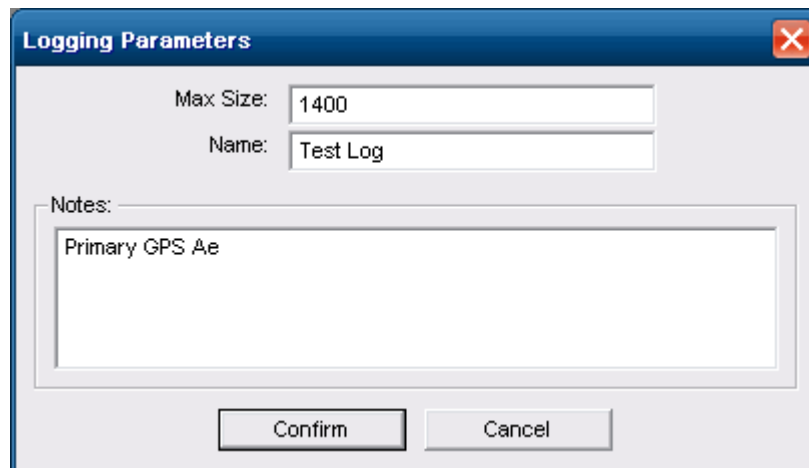 Logging Parameters
Max Size: 1400
Name: Test Log
Notes:
Primary GPS Ae
Confirm Cancel